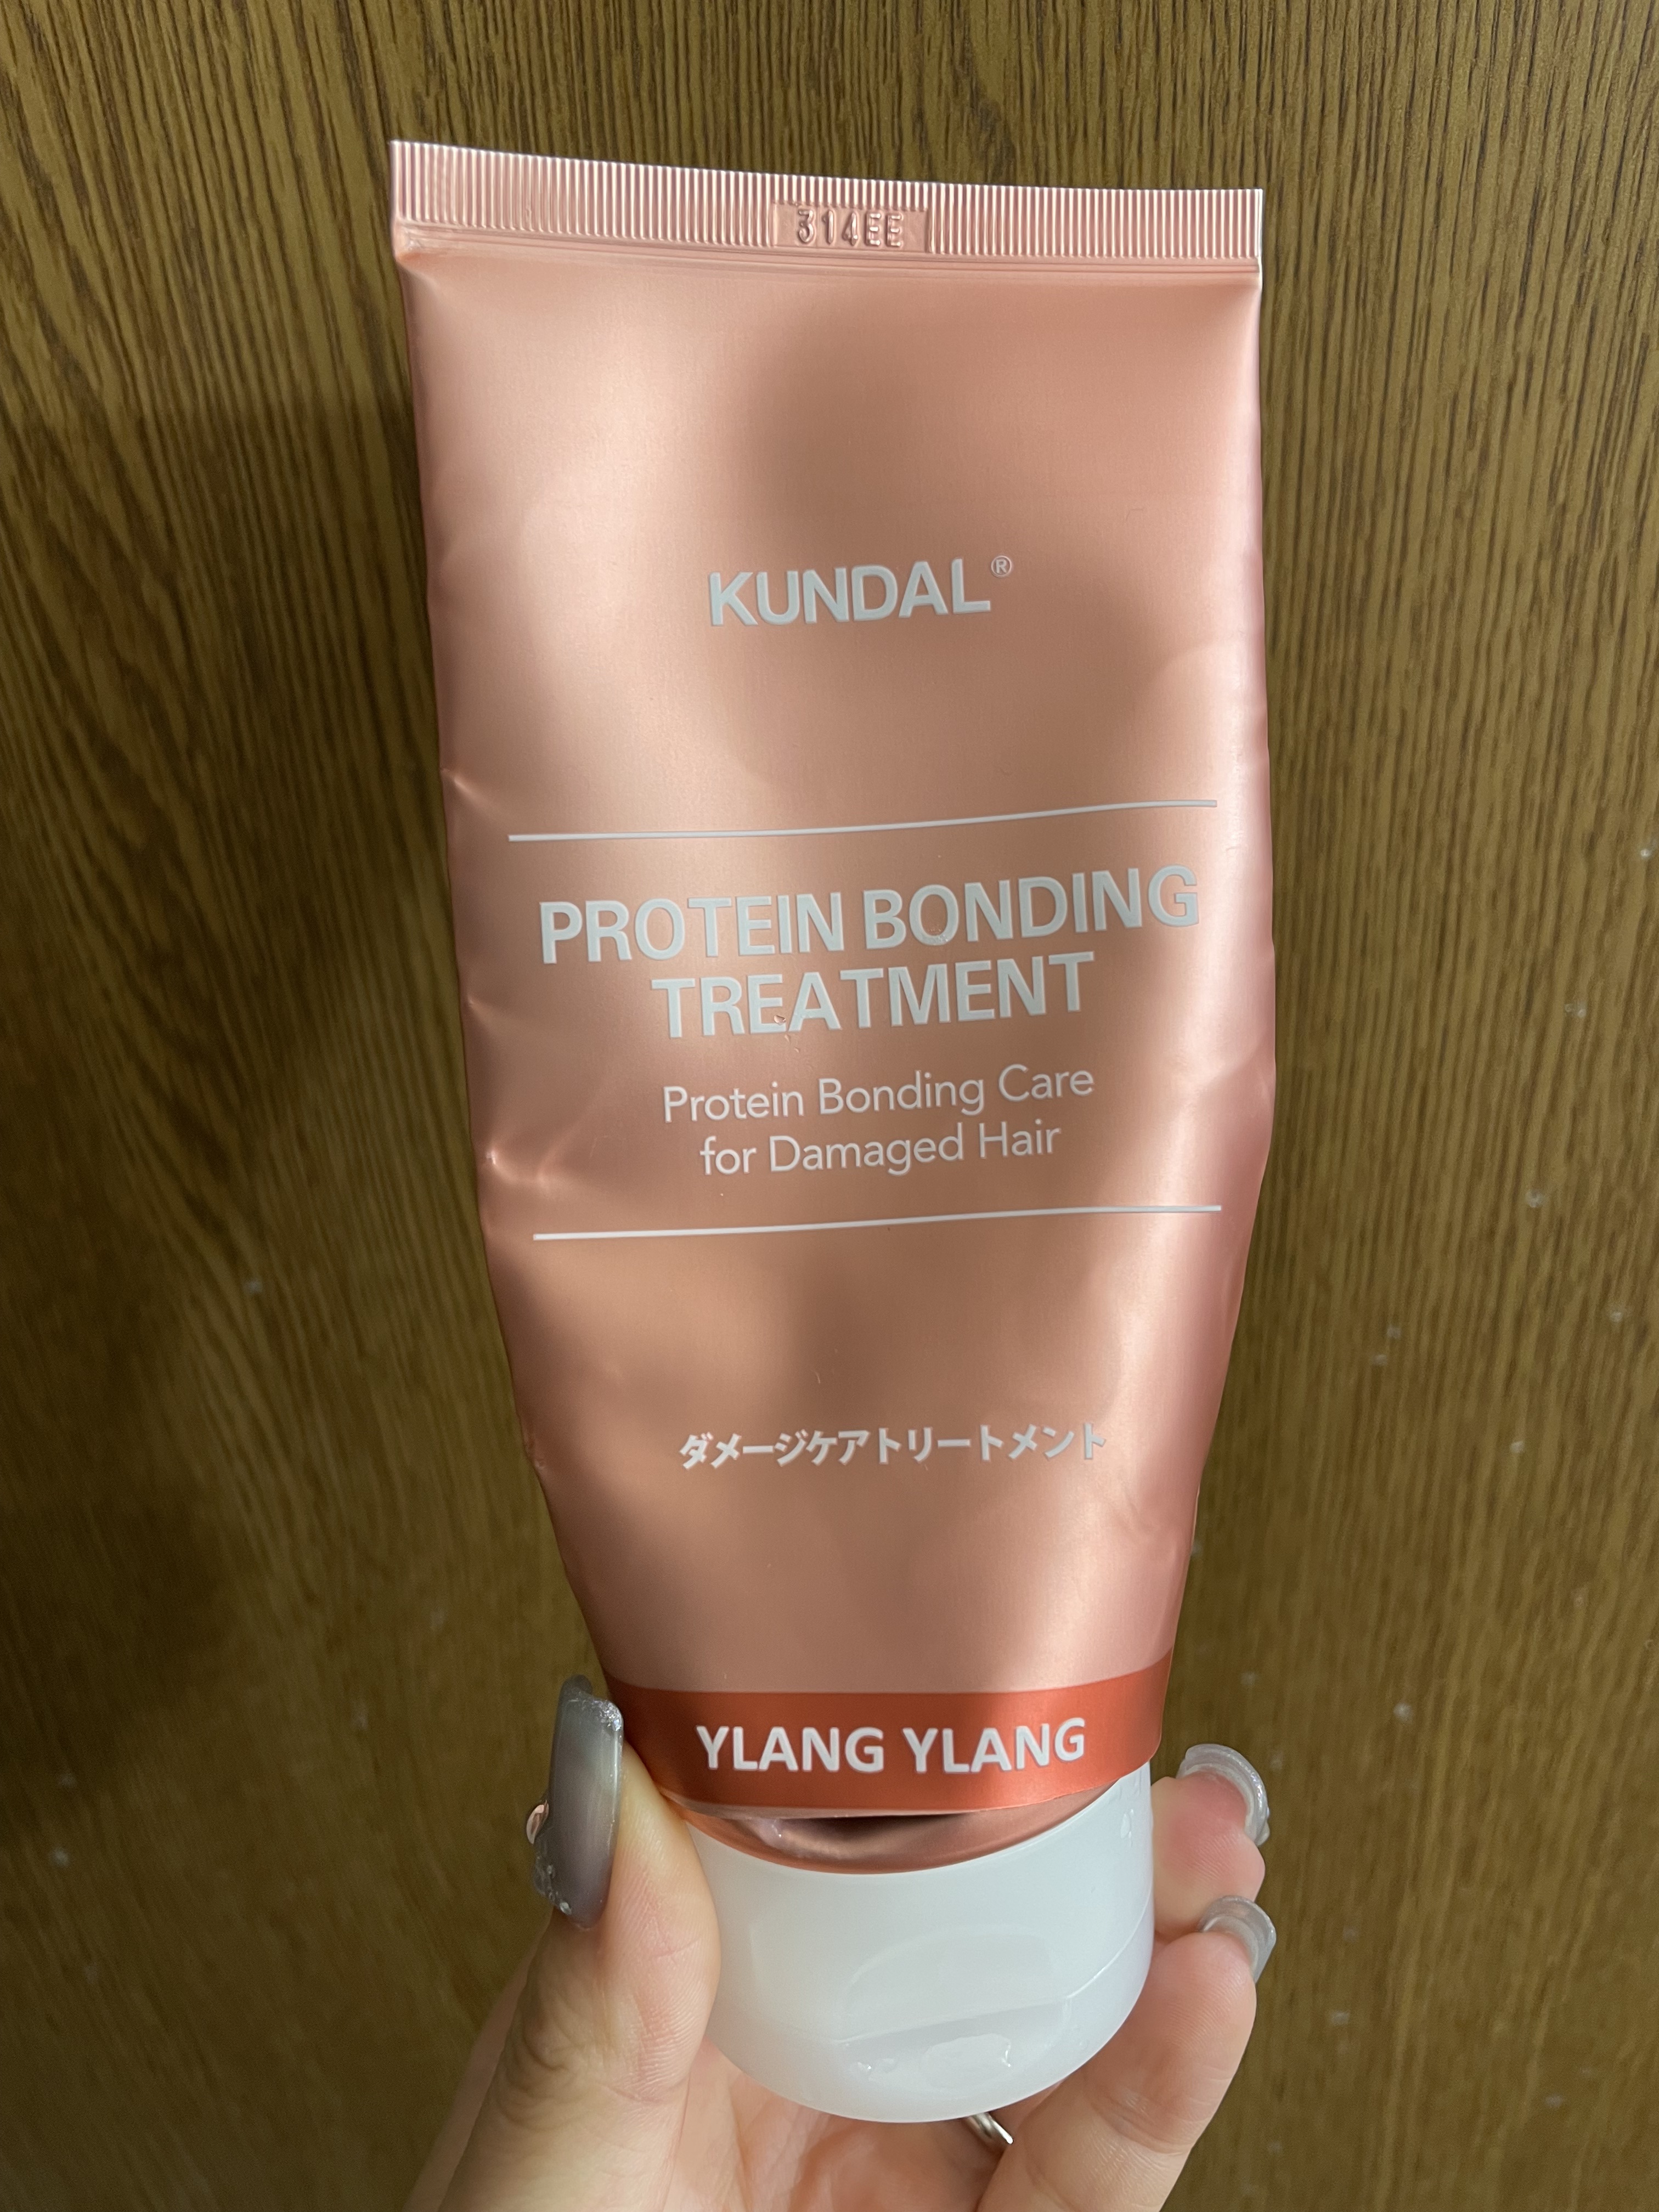 314EE
KUNDAL®
PROTEIN BONDING
TREATMENT
Protein Bonding Care
for Damaged Hair
ダメージケアトリートメント
YLANG YLANG